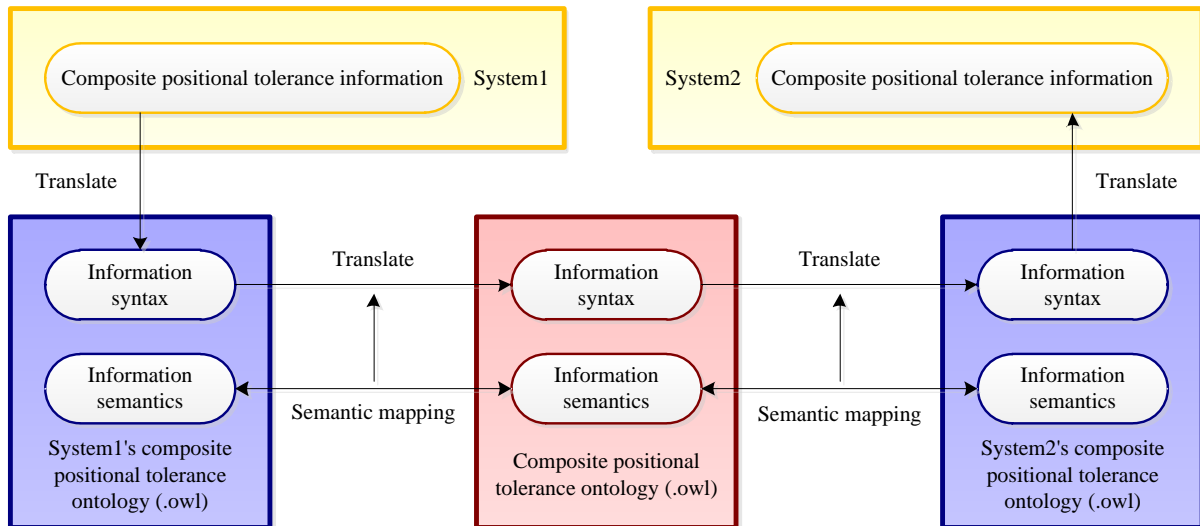 Composite positional tolerance information
System1
System2
Composite positional tolerance information
Translate
Translate
Information
syntax
Translate
Information
syntax
Translate
Information
syntax
Information
semantics
Semantic mapping
Information
semantics
Semantic mapping
Information
semantics
System1's composite
positional tolerance
ontology (.owl)
Composite positional
tolerance ontology (.owl)
System2's composite
positional tolerance
ontology (.owl)